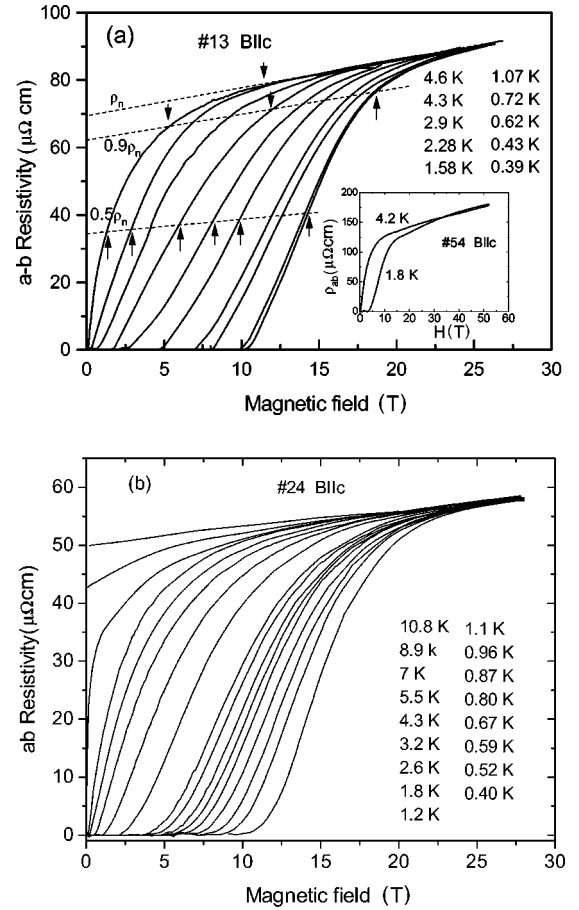 (a)
#13 BIIc
100
80
60
40
20
0
a-b Resistivity (μΩ cm)
ρn
0.9ρn
0.5ρn
4.6 K 1.07 K
4.3 K 0.72 K
2.9 K 0.62 K
2.28 K 0.43 K
1.58 K 0.39 K
200
150
100
50
0
ρab(μΩcm)
4.2 K
#54 BIIc
1.8 K
0 10 20 30 40 50 60
H(T)
0 5 10 15 20 25 30
Magnetic field (T)
(b)
#24 BIIc
60
50
40
30
20
10
0
ab Resistivity(μΩcm)
10.8 K 1.1 K
8.9 k 0.96 K
7 K 0.87 K
5.5 K 0.80 K
4.3 K 0.67 K
3.2 K 0.59 K
2.6 K 0.52 K
1.8 K 0.40 K
1.2 K
0 5 10 15 20 25 30
Magnetic field (T)